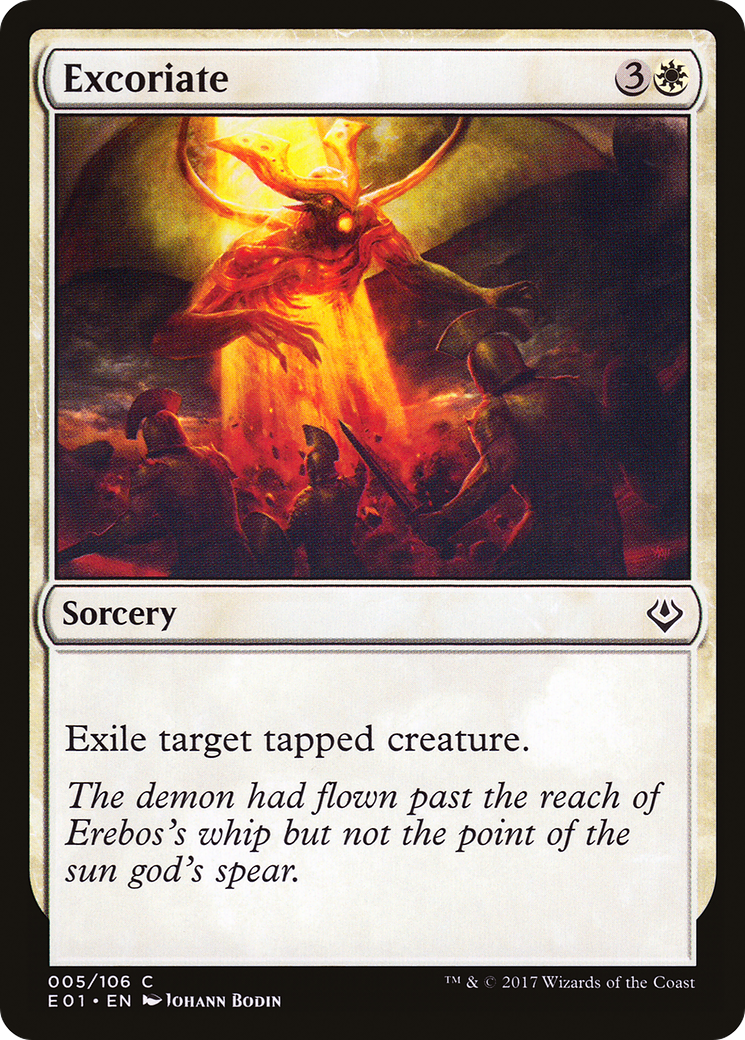 Excoriate 3
Sorcery
Exile target tapped creature.
The demon had flown past the reach of
Erebos's whip but not the point of the
sun god's spear.
005/106 C
E01 • EN Johann Bodin
™ & © 2017 Wizards of the Coast